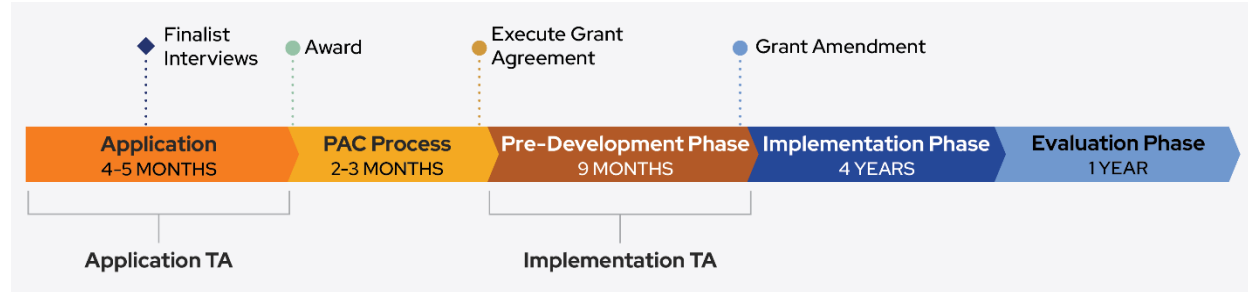 Finalist
Interviews
Award
Execute Grant
Agreement
Grant Amendment
Application
4-5 MONTHS
PAC Process
2-3 MONTHS
Pre-Development Phase
9 MONTHS
Implementation Phase
4 YEARS
Evaluation Phase
1 YEAR
Application TA
Implementation TA